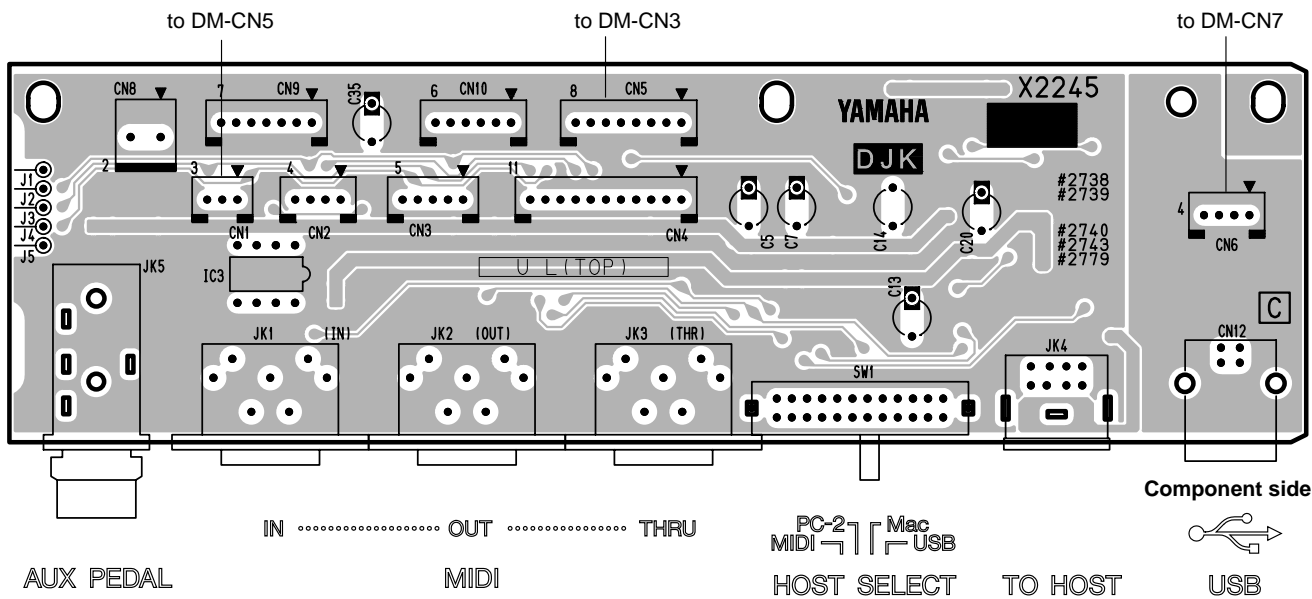 to DM-CN5
to DM-CN3
to DM-CN7
CN8
7
CN9
C35
6
CN10
8
CN5
YAMAHA
X2245
DJK
2
3
4
5
11
#2738
#2739
J1
J2
J3
J4
J5
CN1
CN2
CN3
CN4
C5
C7
C14
C20
#2740
#2743
#2779
4
CN6
IC3
JK5
U L(TOP)
C13
C
JK1
(IN)
JK2
(OUT)
JK3
(THR)
SW1
JK4
CN12
Component side
IN
OUT
THRU
PC-2
Mac
MIDI
USB
AUX PEDAL
MIDI
HOST SELECT
TO HOST
USB